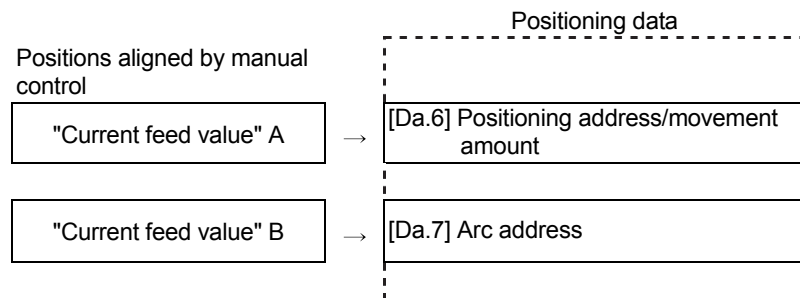 Positioning data
Positions aligned by manual
control
"Current feed value" A
→
[Da.6] Positioning address/movement
amount
"Current feed value" B
→
[Da.7] Arc address